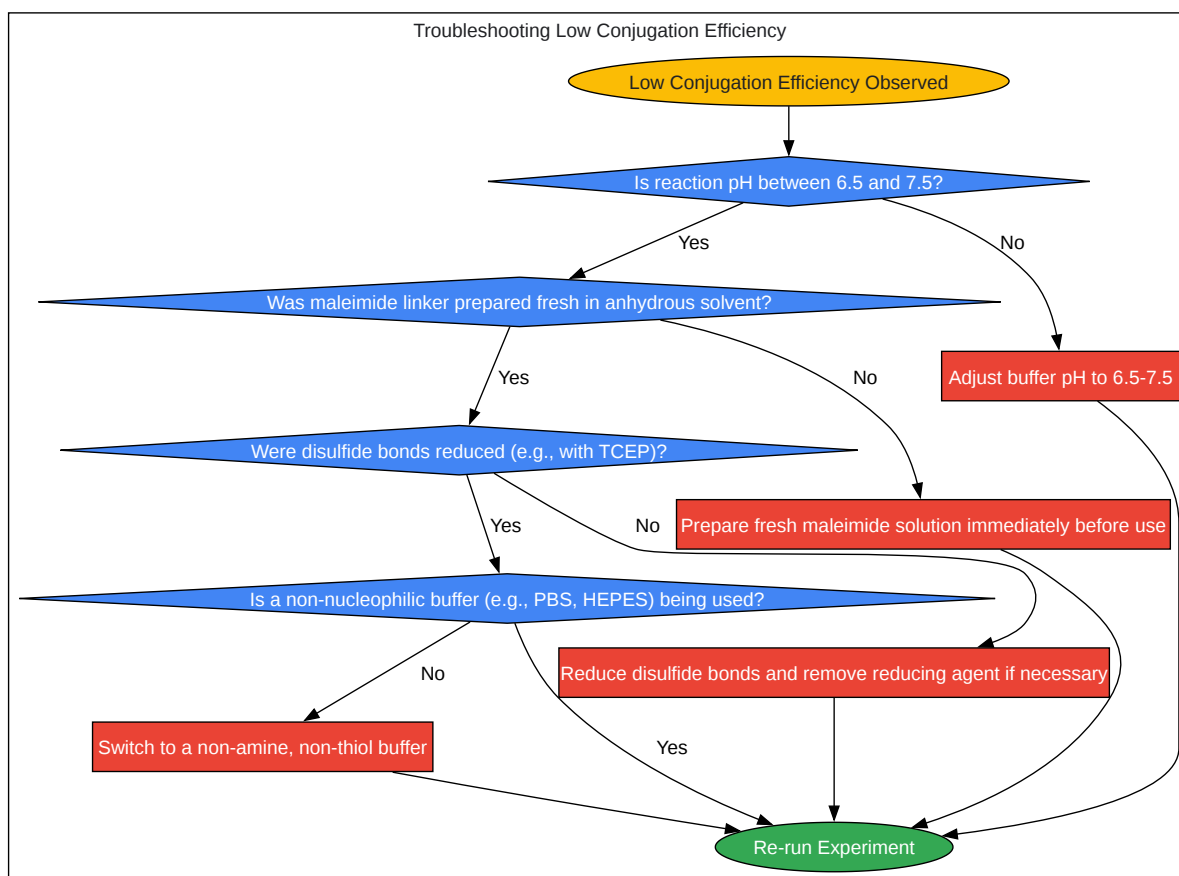 Troubleshooting Low Conjugation Efficiency
Low Conjugation Efficiency Observed
Is reaction pH between 6.5 and 7.5?
Yes
No
Was maleimide linker prepared fresh in anhydrous solvent?
Yes
No
Adjust buffer pH to 6.5-7.5
Were disulfide bonds reduced (e.g., with TCEP)?
Yes
No
Prepare fresh maleimide solution immediately before use
Is a non-nucleophilic buffer (e.g., PBS, HEPES) being used?
No
Yes
Reduce disulfide bonds and remove reducing agent if necessary
Switch to a non-amine, non-thiol buffer
Re-run Experiment